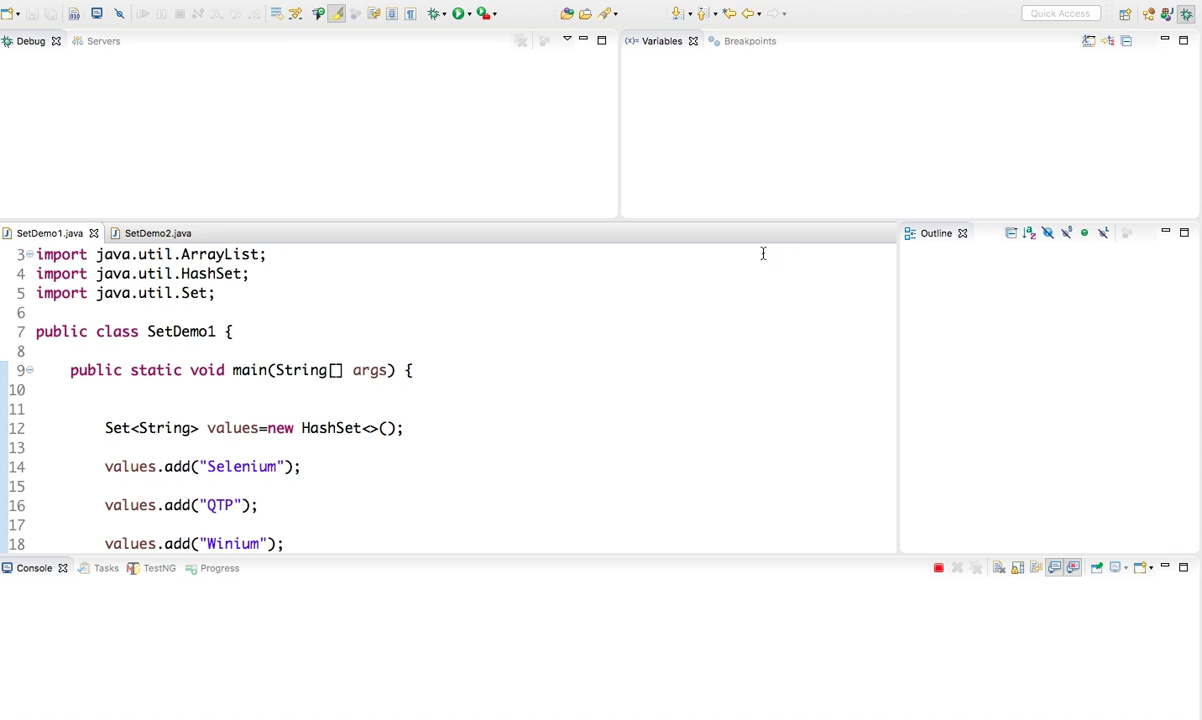 Quick Access
Debug Servers
(x)= Variables Breakpoints
SetDemo1.java SetDemo2.java
Outline
3 import java.util.ArrayList;
4 import java.util.HashSet;
5 import java.util.Set;
6
7 public class SetDemo1 {
8
9 public static void main(String[] args) {
10
11
12 Set<String> values=new HashSet<>();
13
14 values.add("Selenium");
15
16 values.add("QTP");
17
18 values.add("Winium");
Console Tasks TestNG Progress